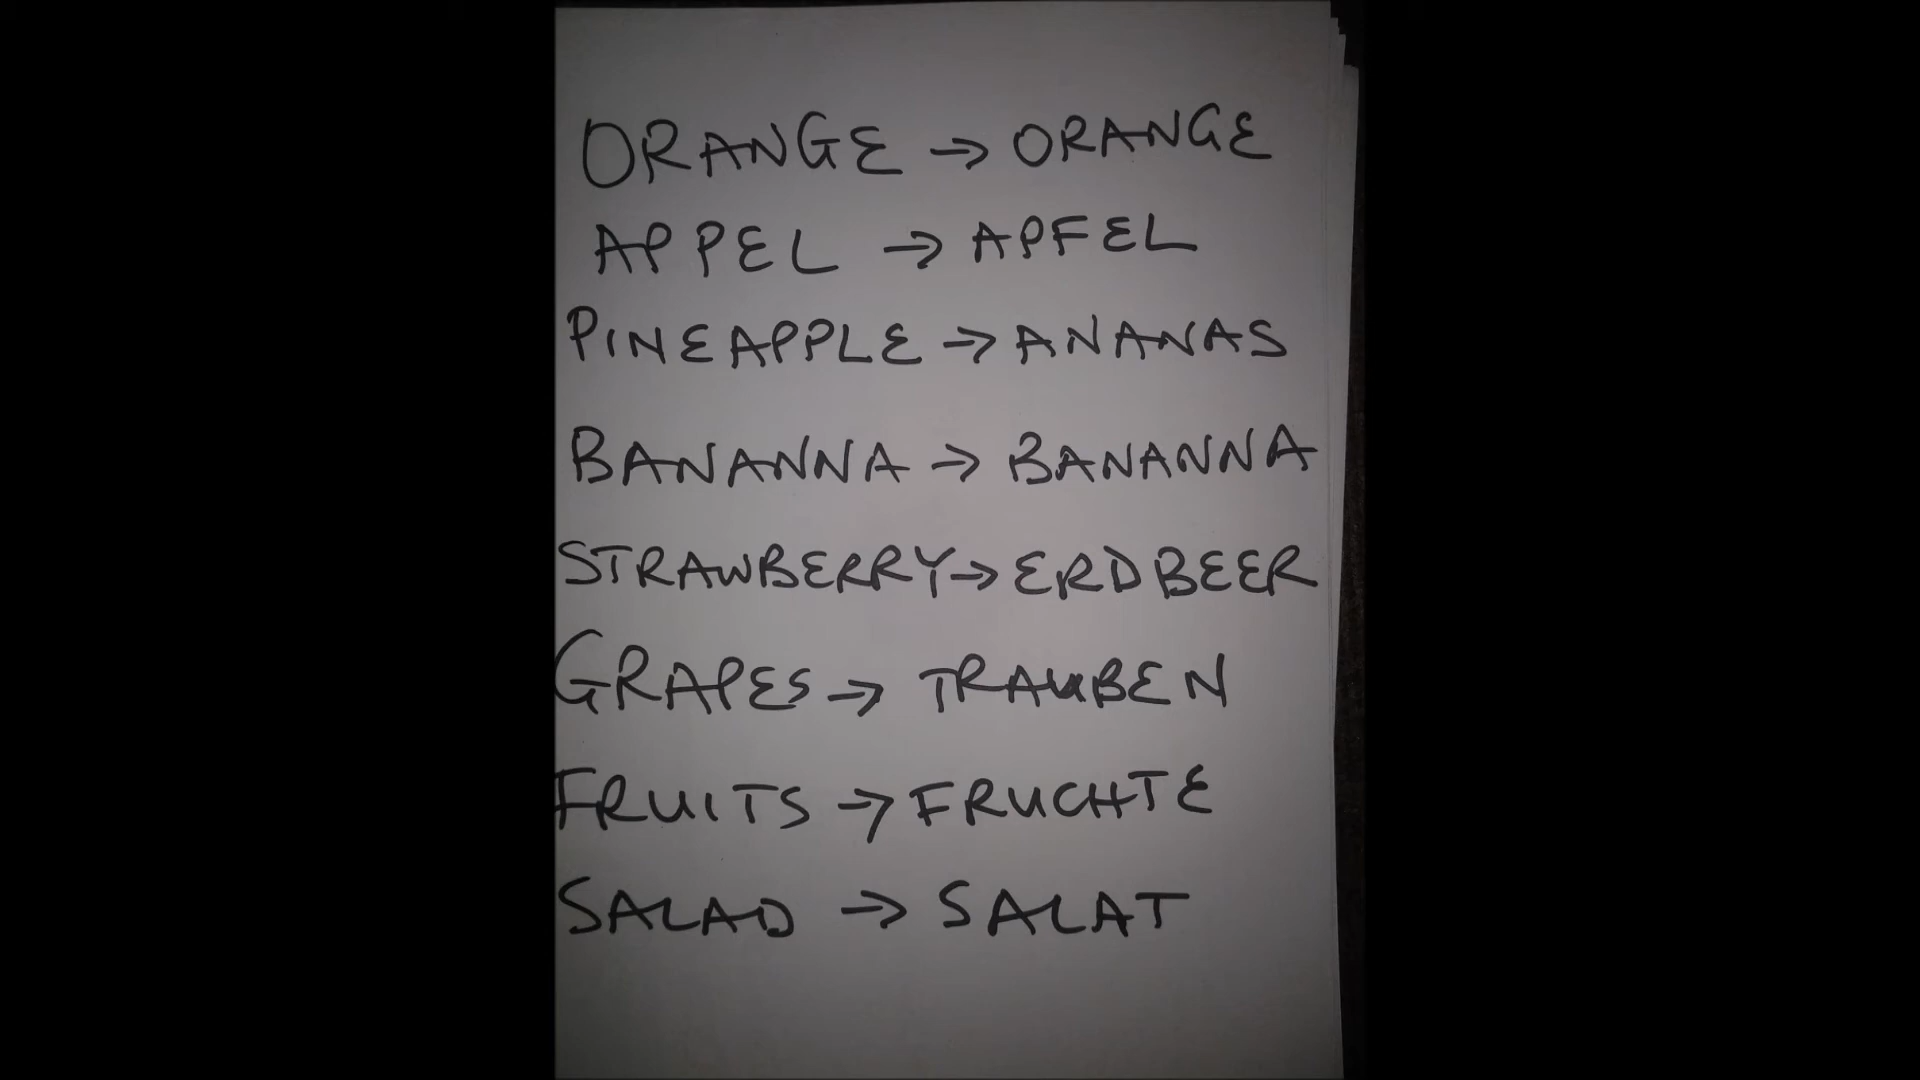 ORANGE → ORANGE
APPEL → APFEL
PINEAPPLE → ANANAS
BANANNA → BANANNA
STRAWBERRY → ERDBEER
GRAPES → TRAUBEN
FRUITS → FRUCHTE
SALAD → SALAT